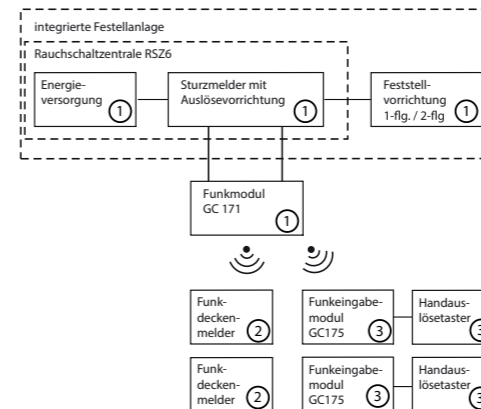 integrierte Festellanlage
Rauchschaltzentrale RSZ6
Energie-
versorgung
1
Sturzmelder mit
Auslösevorrichtung
1
Feststell-
vorrichtung
1-flg. / 2-flg
1
Funkmodul
GC 171
1
Funk-
decken-
melder
2
Funkeingabe-
modul
GC175
3
Handaus-
lösetaster
3
Funk-
decken-
melder
2
Funkeingabe-
modul
GC175
3
Handaus-
lösetaster
3